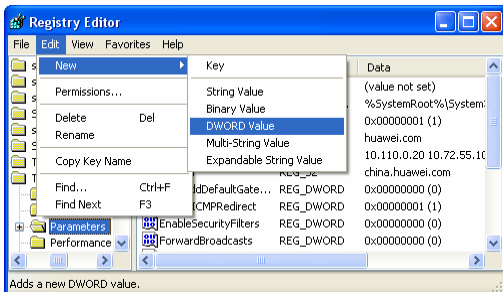 Registry Editor
File Edit View Favorites Help
New
Permissions...
Delete Del
Rename
Copy Key Name
Find... Ctrl+F
Find Next F3
Key
String Value
Binary Value
DWORD Value
Multi-String Value
Expandable String Value
Data
(value not set)
%SystemRoot%\System:
0x00000001 (1)
huawei.com
10.110.0.20 10.72.55.10
china.huawei.com
ddDefaultGate... REG_DWORD 0x00000000 (0)
CMPRedirect REG_DWORD 0x00000001 (1)
EnableSecurityFilters REG_DWORD 0x00000000 (0)
ForwardBroadcasts REG_DWORD 0x00000000 (0)
Parameters
Performance
Adds a new DWORD value.